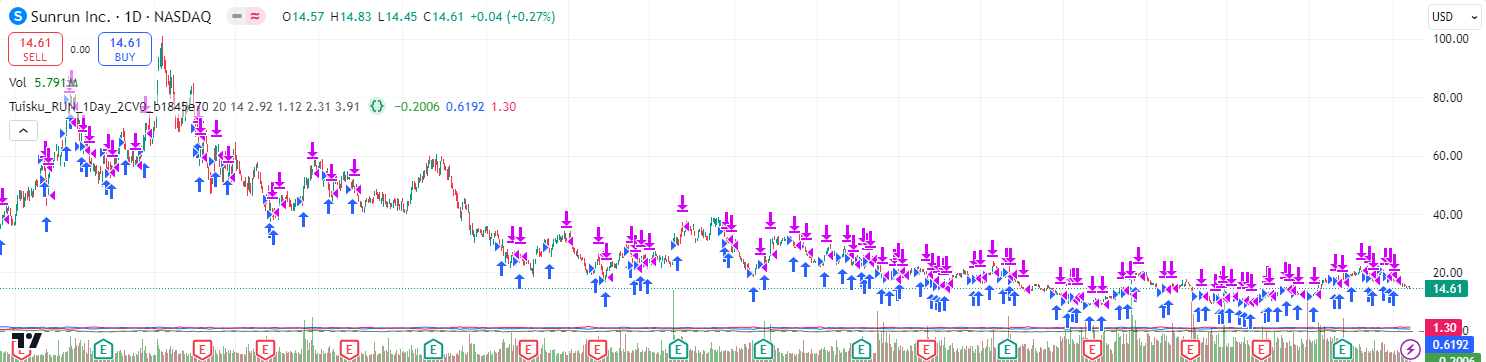 S Sunrun Inc. · 1D · NASDAQ O14.57 H14.83 L14.45 C14.61 +0.04 (+0.27%)
USD
14.61 SELL 0.00 14.61 BUY
Vol 5.791M
Tuisku_RUN_1Day_2CV0_b1845e70 20 14 2.92 1.12 2.31 3.91 {} −0.2006 0.6192 1.30
100.00
80.00
60.00
40.00
20.00
14.61
1.30
0.6192
E E E E E E E E E E E E E E E E